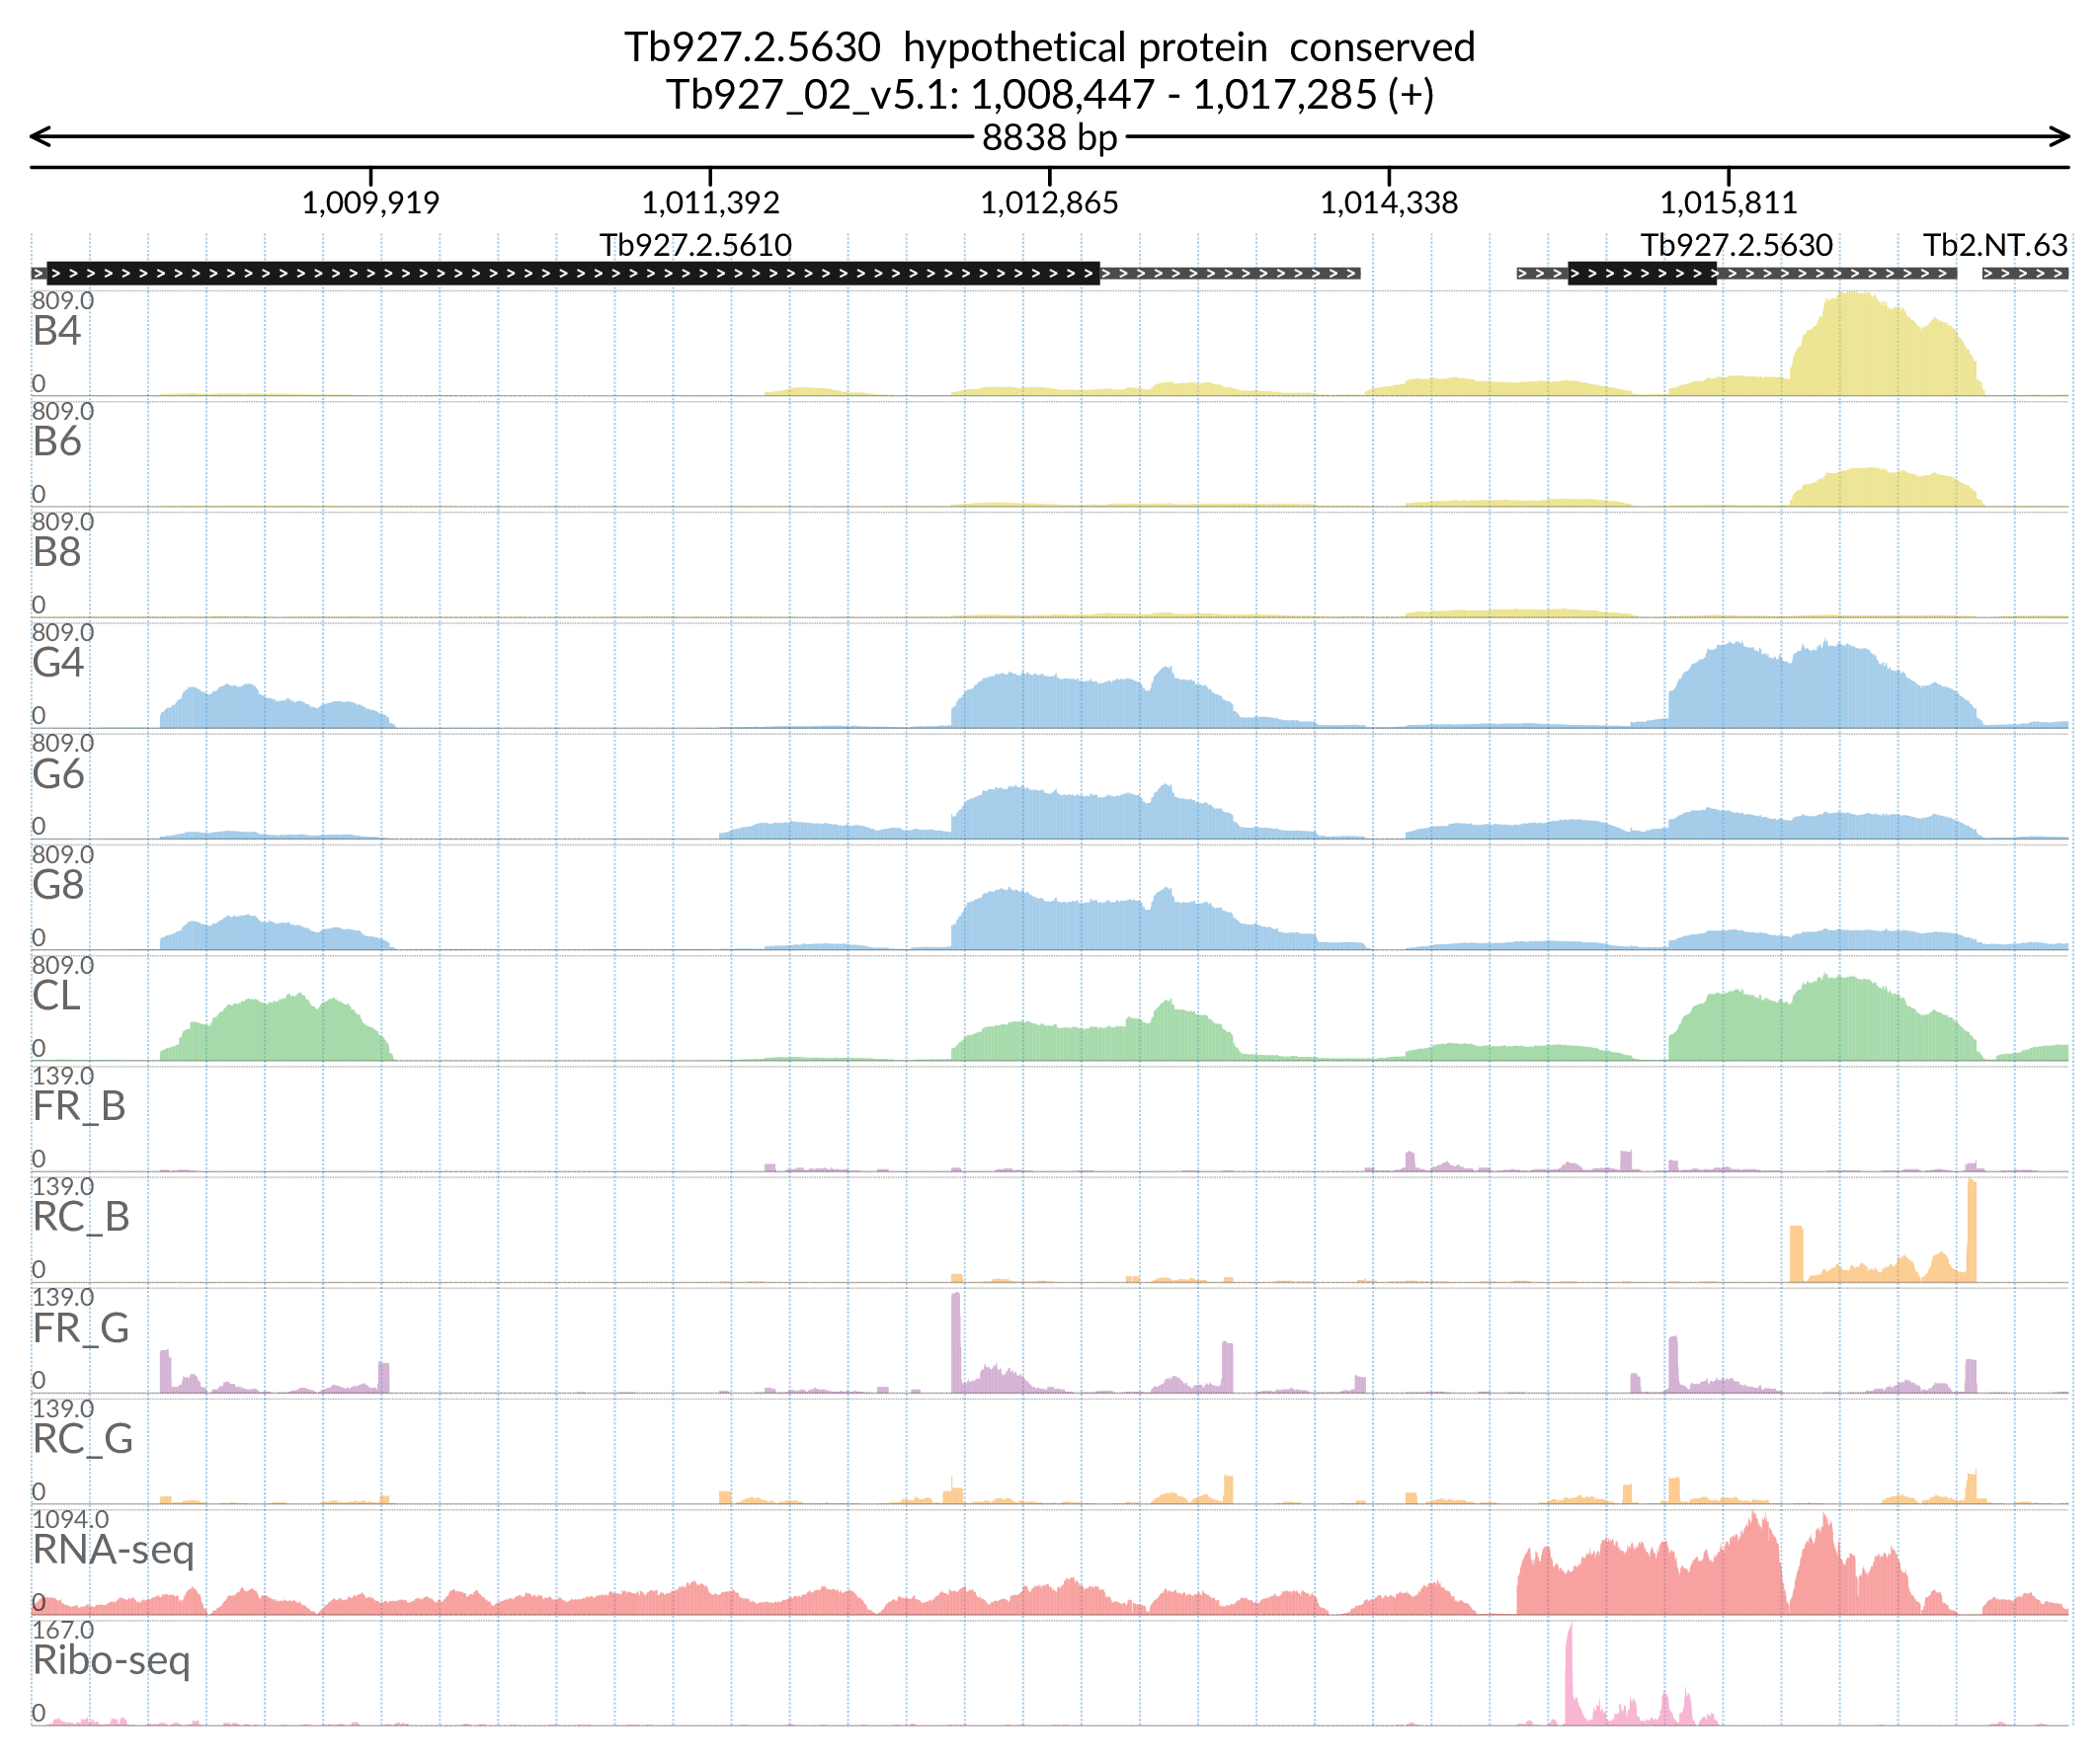 Tb927.2.5630 hypothetical protein conserved
Tb927_02_v5.1: 1,008,447 - 1,017,285 (+)
8838 bp
1,009,919 1,011,392 1,012,865 1,014,338 1,015,811
Tb927.2.5610 Tb927.2.5630 Tb2.NT.63
809.0
B4
0
809.0
B6
0
809.0
B8
0
809.0
G4
0
809.0
G6
0
809.0
G8
0
809.0
CL
0
139.0
FR_B
0
139.0
RC_B
0
139.0
FR_G
0
139.0
RC_G
0
1094.0
RNA-seq
0
167.0
Ribo-seq
0